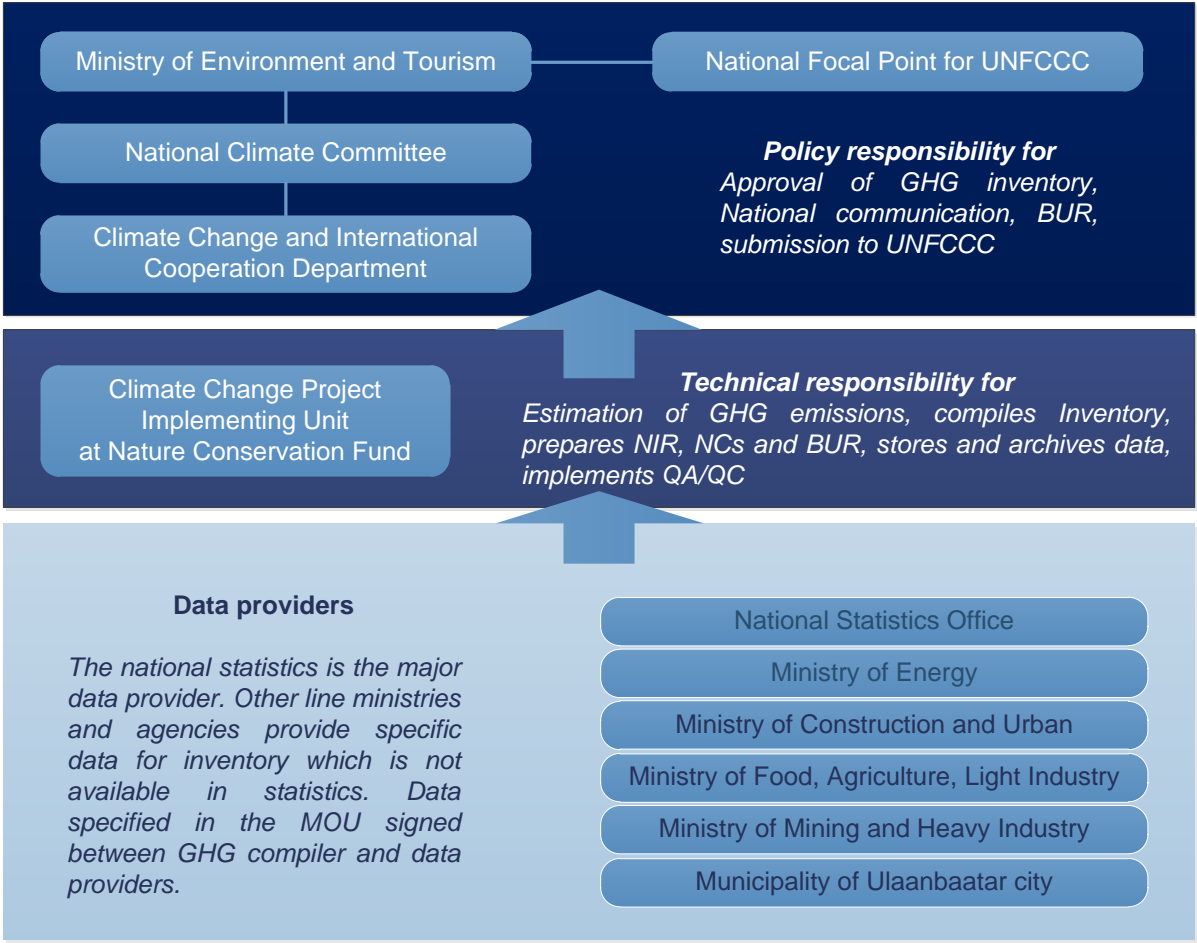 Ministry of Environment and Tourism
National Focal Point for UNFCCC
National Climate Committee
Climate Change and International
Cooperation Department
Policy responsibility for
Approval of GHG inventory,
National communication, BUR,
submission to UNFCCC
Climate Change Project
Implementing Unit
at Nature Conservation Fund
Technical responsibility for
Estimation of GHG emissions, compiles Inventory,
prepares NIR, NCs and BUR, stores and archives data,
implements QA/QC
Data providers
The national statistics is the major
data provider. Other line ministries
and agencies provide specific
data for inventory which is not
available in statistics. Data
specified in the MOU signed
between GHG compiler and data
providers.
National Statistics Office
Ministry of Energy
Ministry of Construction and Urban
Ministry of Food, Agriculture, Light Industry
Ministry of Mining and Heavy Industry
Municipality of Ulaanbaatar city